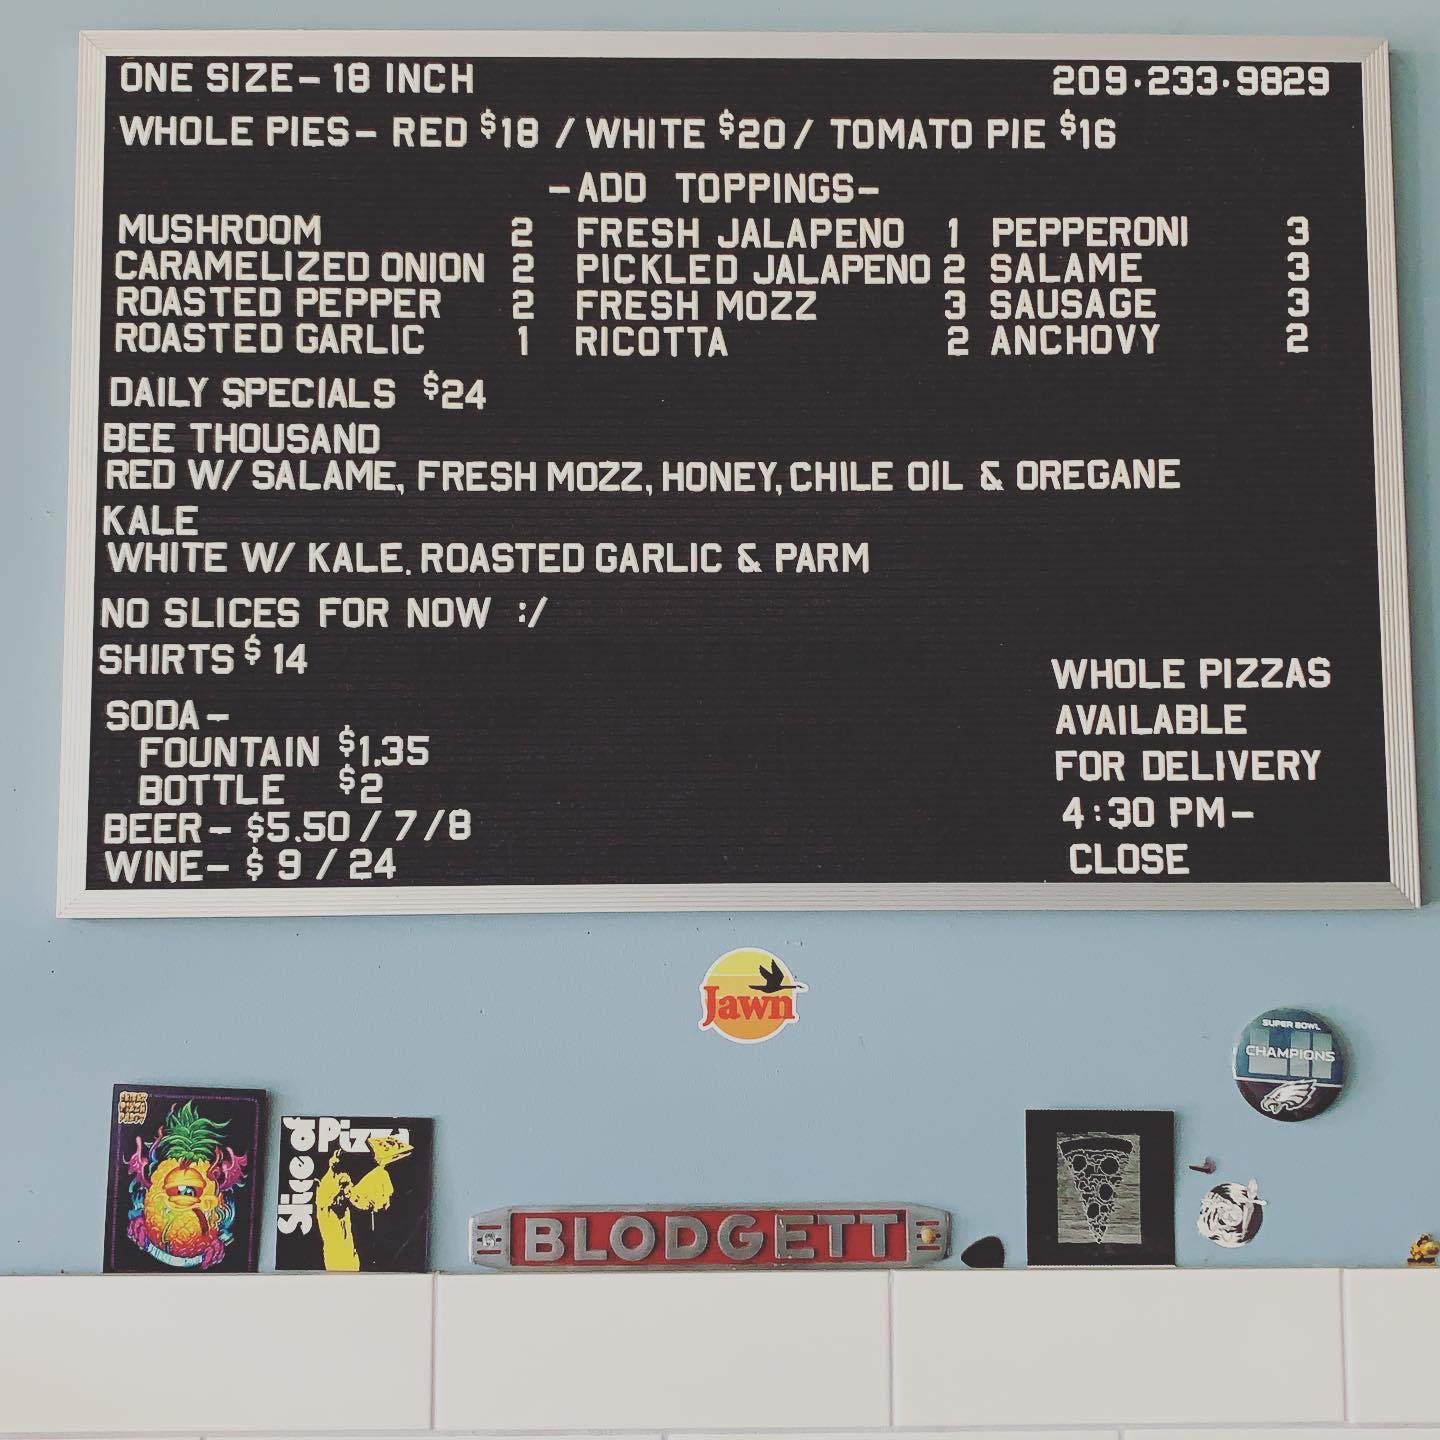 ONE SIZE- 18 INCH
209.233.9829
WHOLE PIES- RED $18 / WHITE $20 / TOMATO PIE $16
-ADD TOPPINGS-
MUSHROOM 2 FRESH JALAPENO 1 PEPPERONI 3
CARAMELIZED ONION 2 PICKLED JALAPENO 2 SALAME 3
ROASTED PEPPER 2 FRESH MOZZ 3 SAUSAGE 3
ROASTED GARLIC 1 RICOTTA 2 ANCHOVY 2
DAILY SPECIALS $24
BEE THOUSAND
RED W/ SALAME, FRESH MOZZ, HONEY, CHILE OIL & OREGANE
KALE
WHITE W/ KALE. ROASTED GARLIC & PARM
NO SLICES FOR NOW :/
SHIRTS $14
SODA-
FOUNTAIN $1.35
BOTTLE $2
BEER- $5.50 / 7 /8
WINE- $9 / 24
WHOLE PIZZAS
AVAILABLE
FOR DELIVERY
4:30 PM-
CLOSE
Jawn
SUPER BOWL
CHAMPIONS
Slice of Pizza
BLODGETT